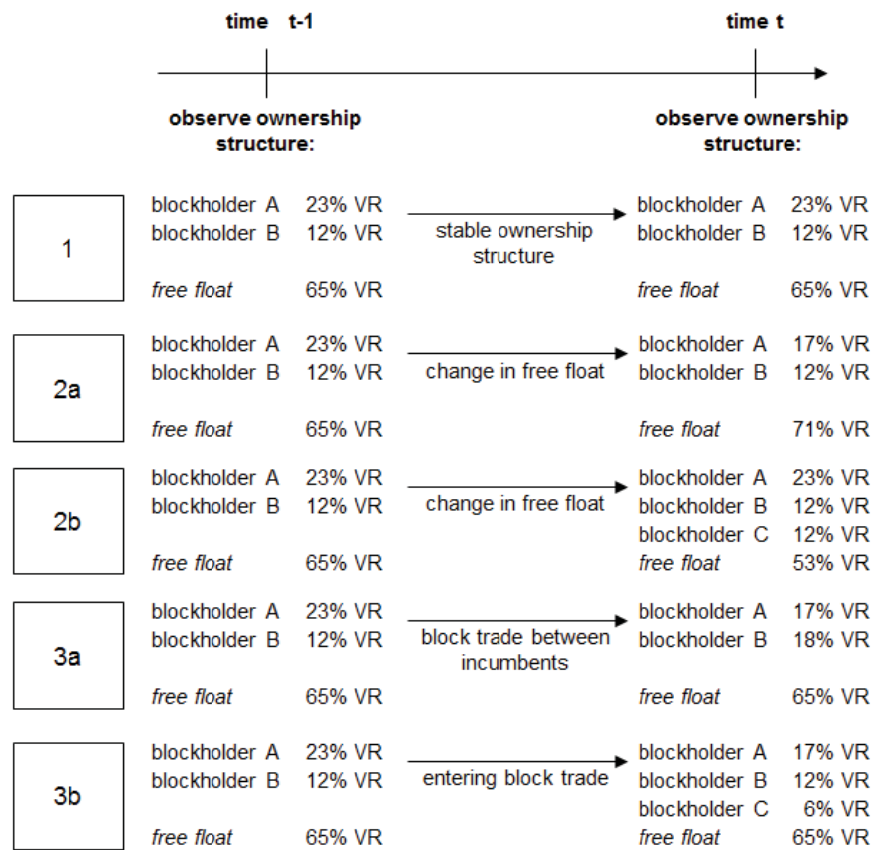 time t-1 time t
observe ownership observe ownership
structure: structure:
blockholder A 23% VR blockholder A 23% VR
1 blockholder B 12% VR stable ownership blockholder B 12% VR
structure
free float 65% VR free float 65% VR
blockholder A 23% VR blockholder A 17% VR
2a blockholder B 12% VR change in free float blockholder B 12% VR
free float 65% VR free float 71% VR
blockholder A 23% VR blockholder A 23% VR
2b blockholder B 12% VR change in free float blockholder B 12% VR
blockholder C 12% VR
free float 65% VR free float 53% VR
blockholder A 23% VR blockholder A 17% VR
3a blockholder B 12% VR block trade between blockholder B 18% VR
incumbents
free float 65% VR free float 65% VR
blockholder A 23% VR blockholder A 17% VR
3b blockholder B 12% VR entering block trade blockholder B 12% VR
blockholder C 6% VR
free float 65% VR free float 65% VR